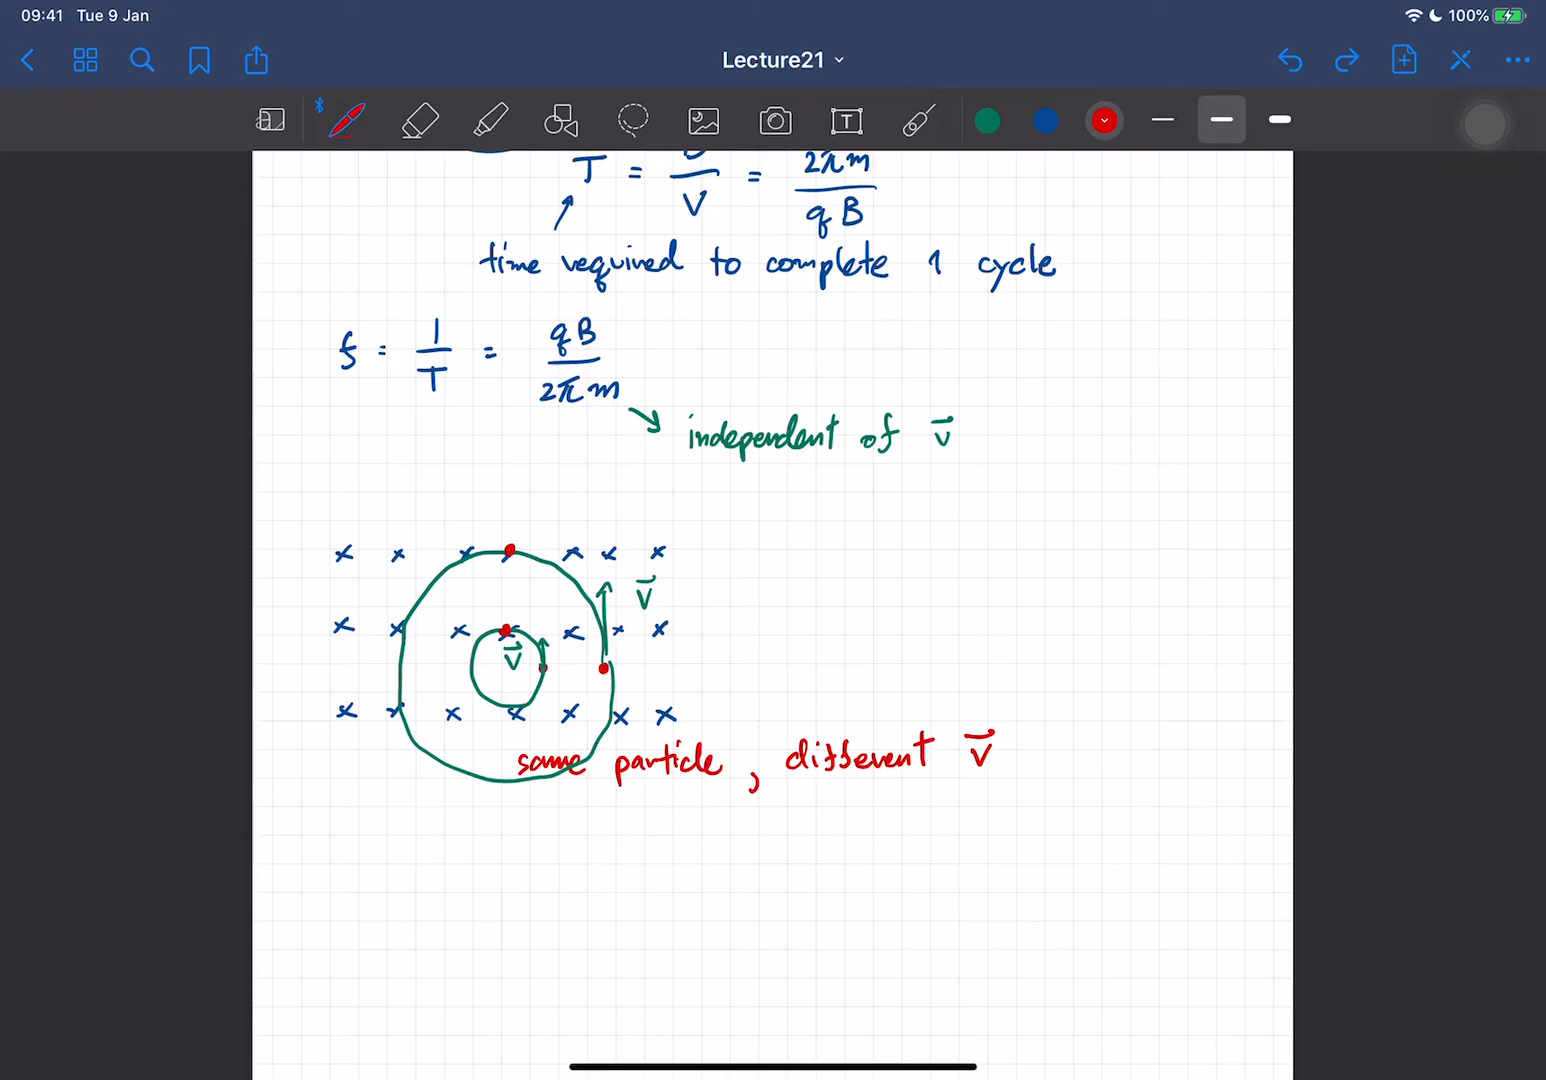 09:41 Tue 9 Jan 100%
Lecture21
T
T = / V = 2πm / qB
time required to complete 1 cycle
f = 1 / T = qB / 2πm
independent of v⃗
x x x x x x x
v⃗
x x x x x x x
v⃗
x x x x x x x
same particle, different v⃗